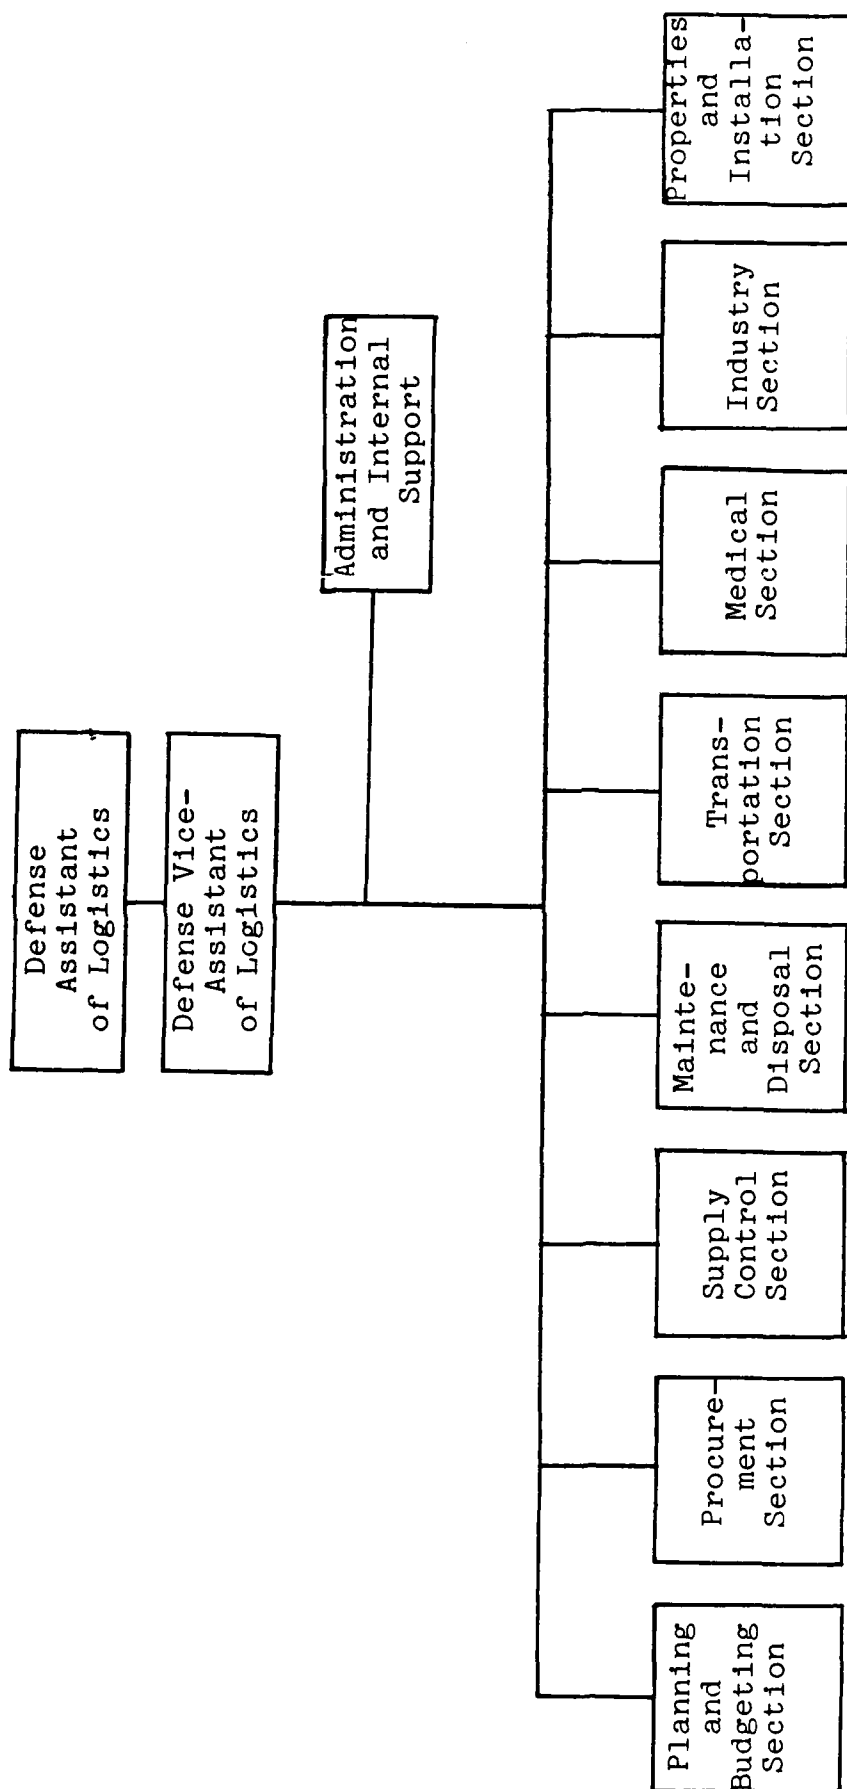 Defense
Assistant
of Logistics
Defense Vice-
Assistant
of Logistics
Administration
and Internal
Support
Planning
and
Budgeting
Section
Procure-
ment
Section
Supply
Control
Section
Mainte-
nance
and
Disposal
Section
Trans-
portation
Section
Medical
Section
Industry
Section
Properties
and
Installa-
tion
Section